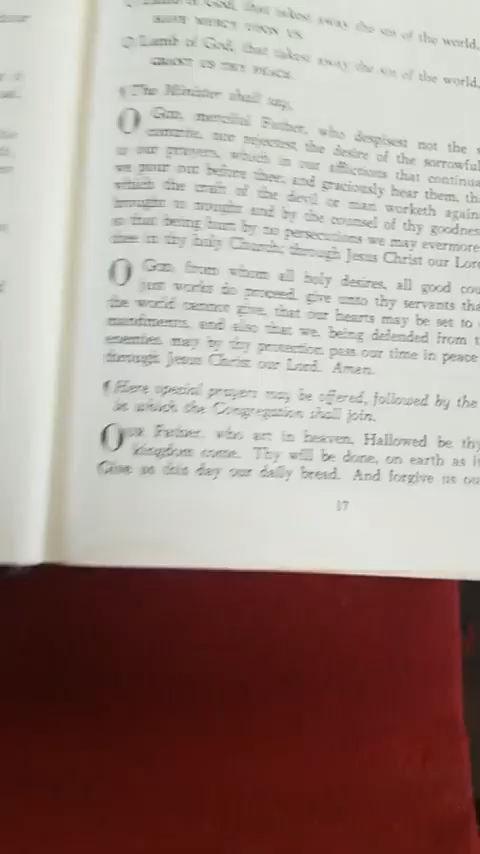 O Lamb of God, that takest away the sin of the world,
HAVE MERCY UPON US.
O Lamb of God, that takest away the sin of the world,
GRANT US THY PEACE.
¶ The Minister shall say,
O God, merciful Father, who despisest not the
contrite, nor rejectest the desire of the sorrowful
to our prayers, which in our afflictions that continua
we pour out before thee; and graciously hear them, th
which the craft of the devil or man worketh again
brought to nought and by the counsel of thy goodnes
so that being hurt by no persecutions we may evermore
thee in thy holy Church; through Jesus Christ our Lor
O God, from whom all holy desires, all good cou
just works do proceed, give unto thy servants tha
the world cannot give, that our hearts may be set to
mandments, and also that we, being defended from t
enemies, may by thy protection pass our time in peace
through Jesus Christ our Lord. Amen.
¶ Here special prayers may be offered, followed by the
in which the Congregation shall join.
Our Father, who art in heaven, Hallowed be thy
kingdom come. Thy will be done, on earth as i
Give us this day our daily bread. And forgive us ou
17